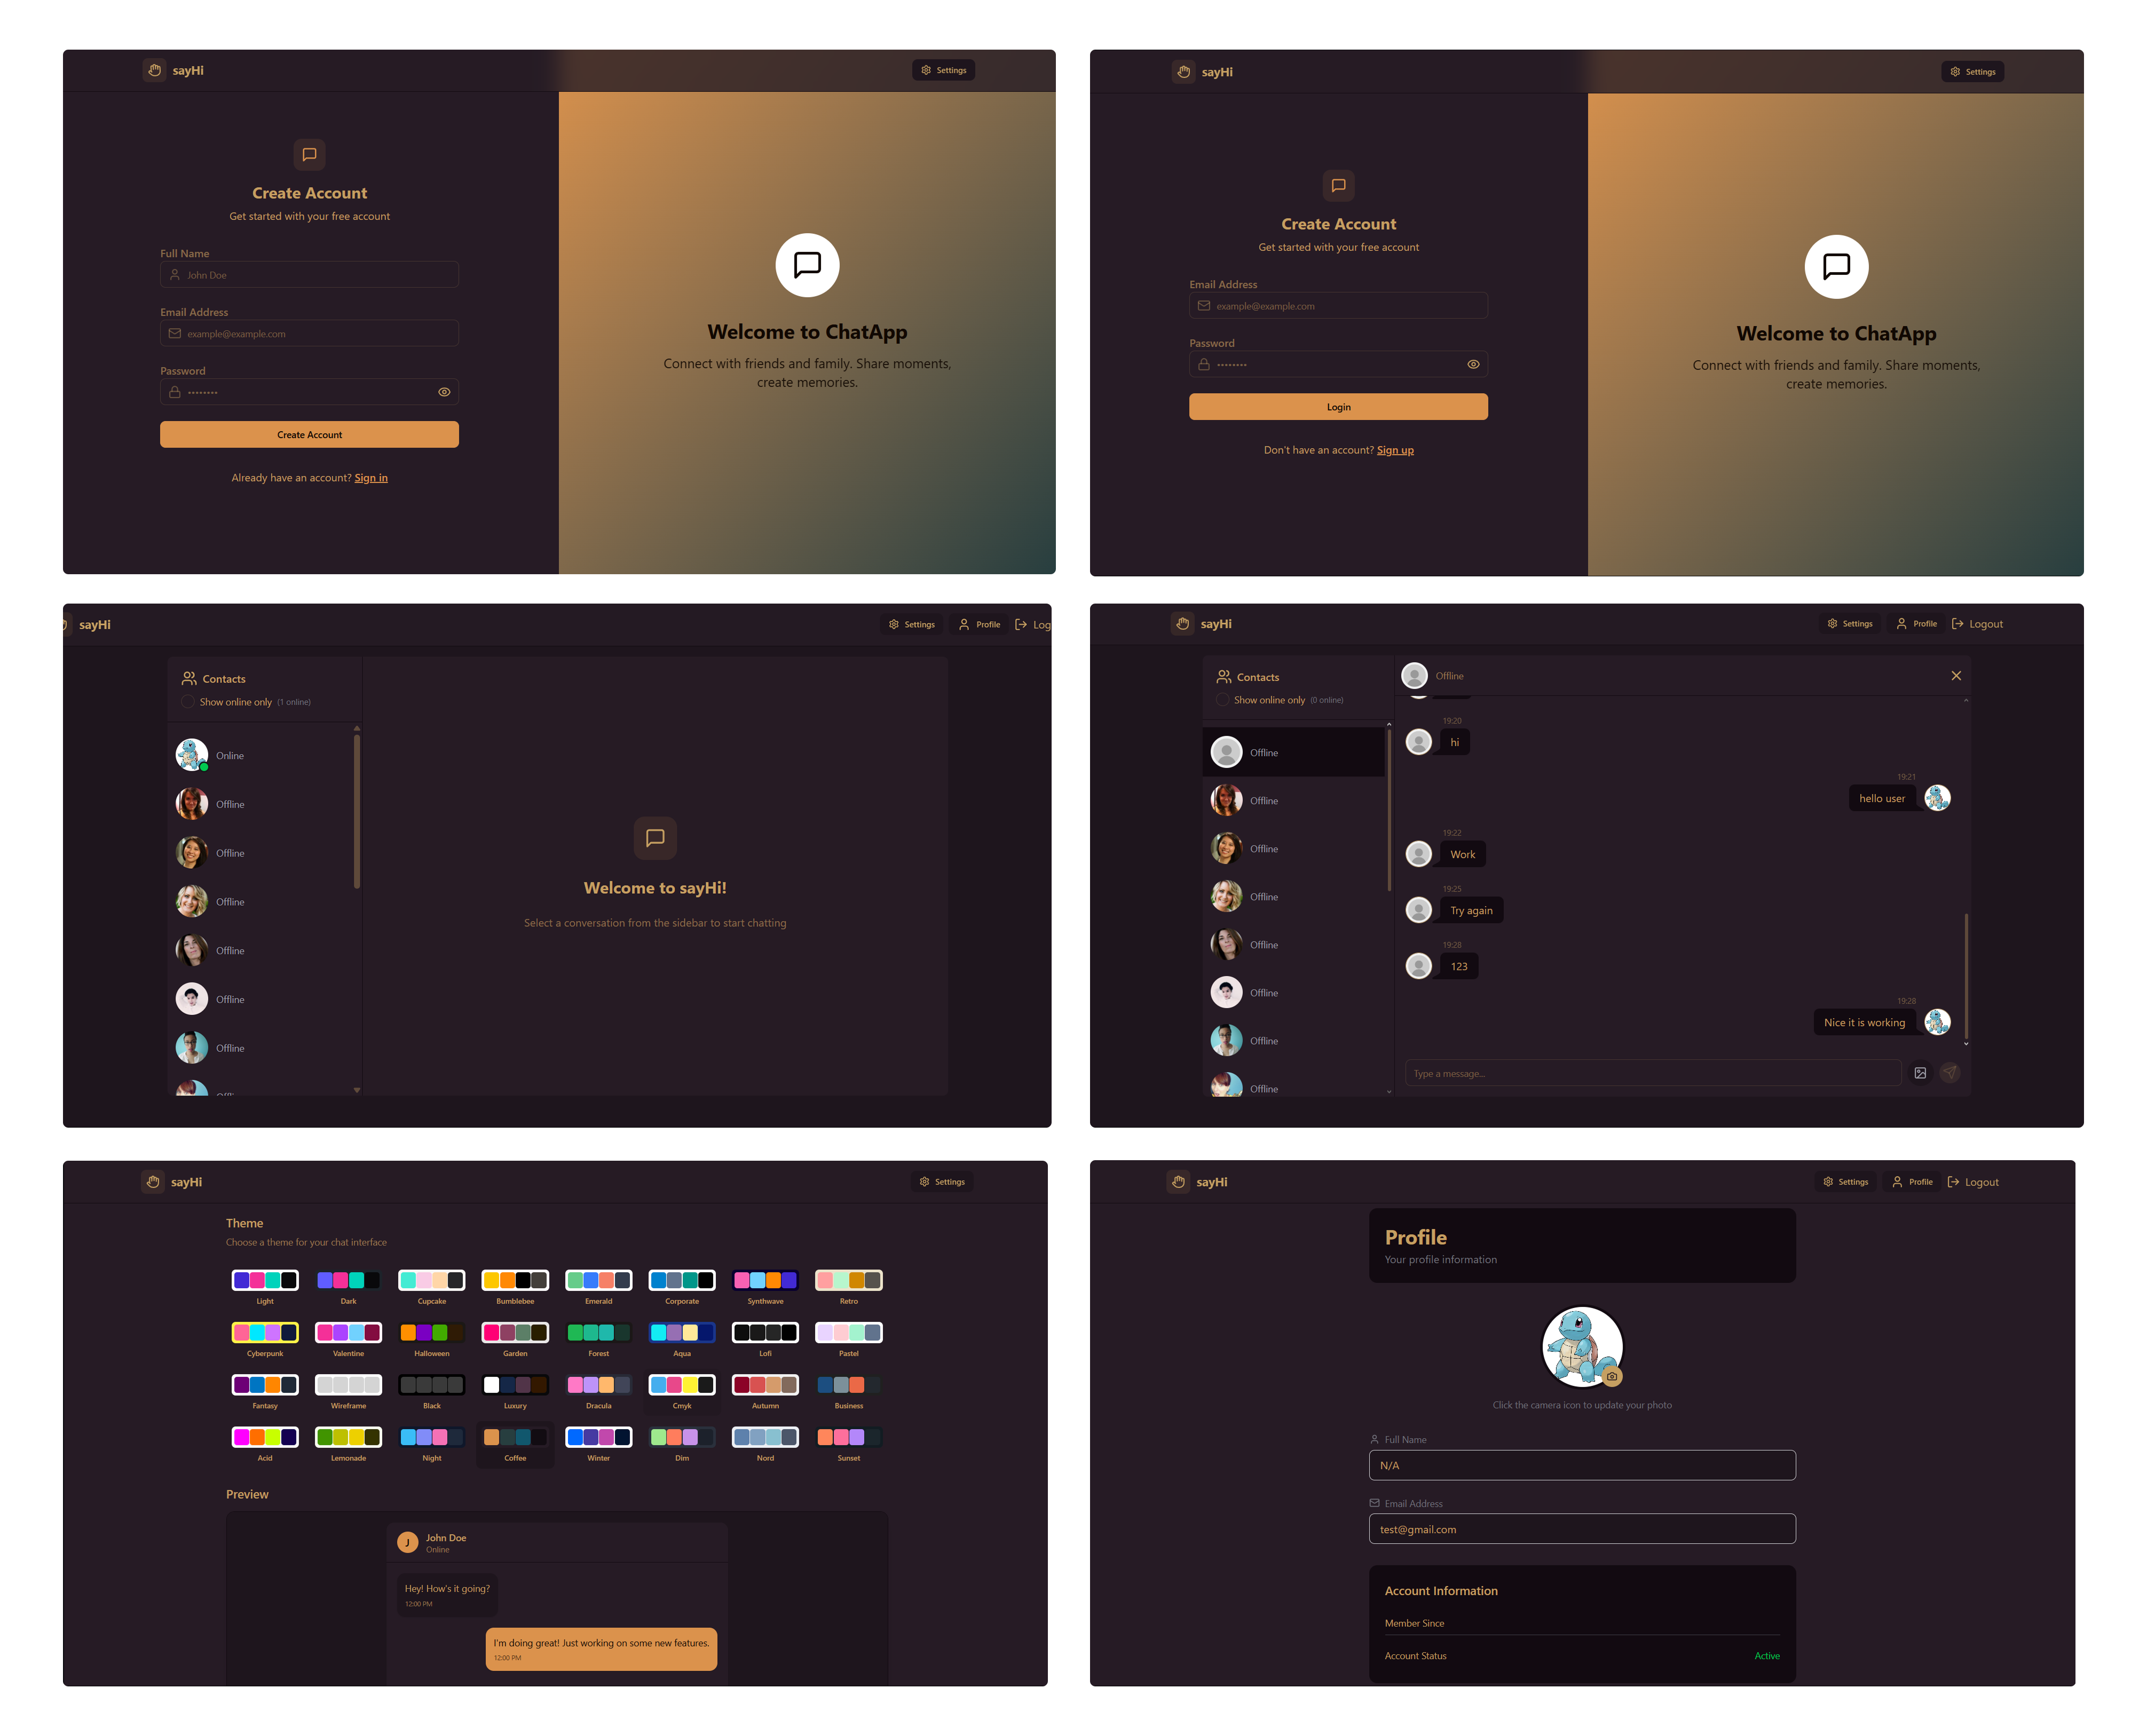 sayHi
Settings
Create Account
Get started with your free account
Full Name
John Doe
Email Address
example@example.com
Password
••••••••
Create Account
Already have an account? Sign in
Welcome to ChatApp
Connect with friends and family. Share moments,
create memories.
sayHi
Settings
Create Account
Get started with your free account
Email Address
example@example.com
Password
••••••••
Login
Don't have an account? Sign up
Welcome to ChatApp
Connect with friends and family. Share moments,
create memories.
sayHi
Settings
Profile
Log
Contacts
Show online only (1 online)
Online
Offline
Offline
Offline
Offline
Offline
Offline
Welcome to sayHi!
Select a conversation from the sidebar to start chatting
sayHi
Settings
Profile
Logout
Contacts
Show online only (0 online)
Offline
Offline
Offline
Offline
Offline
Offline
Offline
Offline
Offline
19:20
hi
19:21
hello user
19:22
Work
19:25
Try again
19:28
123
19:28
Nice it is working
Type a message...
sayHi
Settings
Theme
Choose a theme for your chat interface
Light Dark Cupcake Bumblebee Emerald Corporate Synthwave Retro
Cyberpunk Valentine Halloween Garden Forest Aqua Lofi Pastel
Fantasy Wireframe Black Luxury Dracula Cmyk Autumn Business
Acid Lemonade Night Coffee Winter Dim Nord Sunset
Preview
J
John Doe
Online
Hey! How's it going?
12:00 PM
I'm doing great! Just working on some new features.
12:00 PM
sayHi
Settings
Profile
Logout
Profile
Your profile information
Click the camera icon to update your photo
Full Name
N/A
Email Address
test@gmail.com
Account Information
Member Since
Account Status
Active